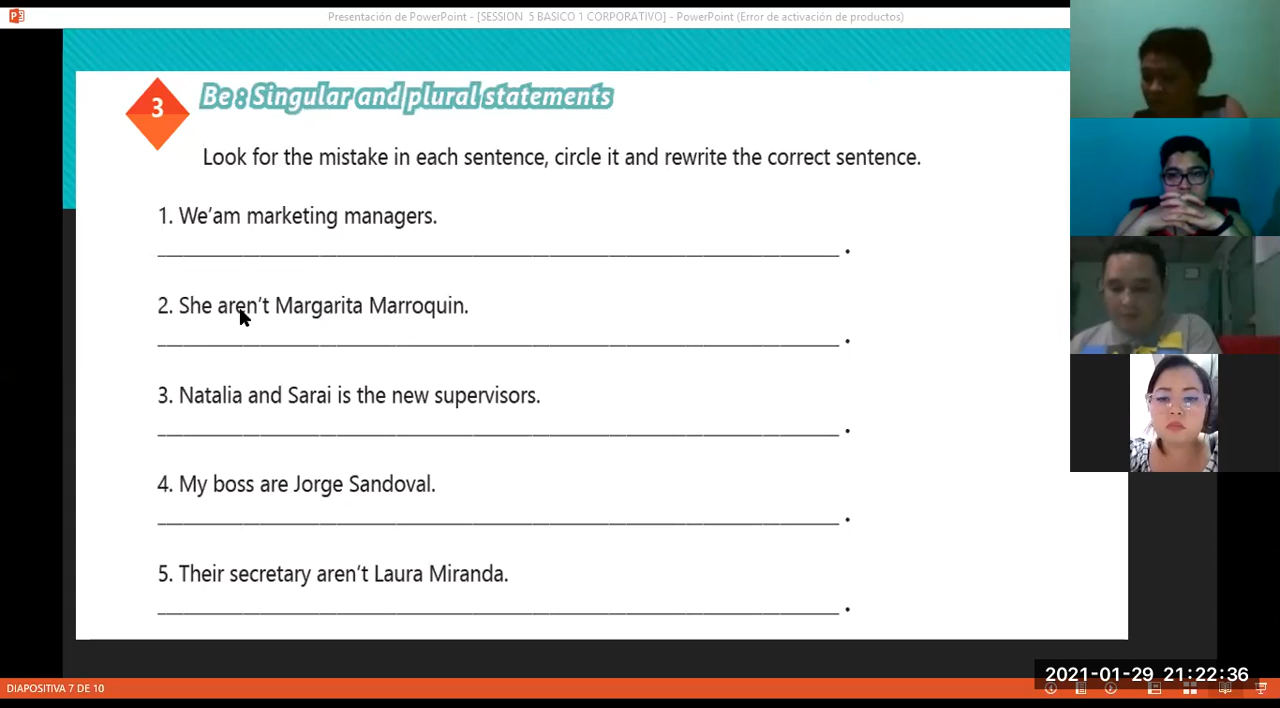 Presentación de PowerPoint - [SESSION  5 BASICO 1 CORPORATIVO] - PowerPoint (Error de activación de productos)
3
Be : Singular and plural statements
Look for the mistake in each sentence, circle it and rewrite the correct sentence.
1. We'am marketing managers.
.
2. She aren't Margarita Marroquin.
.
3. Natalia and Sarai is the new supervisors.
.
4. My boss are Jorge Sandoval.
.
5. Their secretary aren't Laura Miranda.
.
2021-01-29 21:22:36
DIAPOSITIVA 7 DE 10